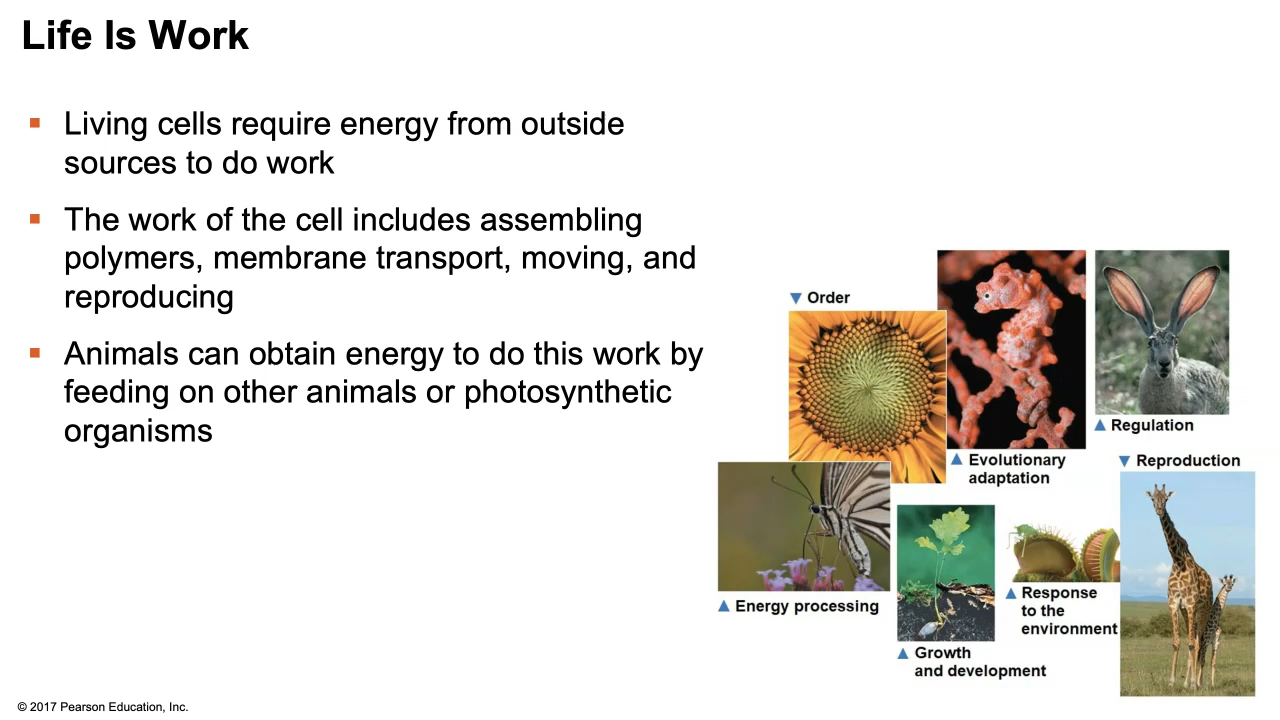 Life Is Work
Living cells require energy from outside
sources to do work
The work of the cell includes assembling
polymers, membrane transport, moving, and
reproducing
Animals can obtain energy to do this work by
feeding on other animals or photosynthetic
organisms
▼ Order
▲ Evolutionary
adaptation
▲ Regulation
▼ Reproduction
▲ Energy processing
▲ Growth
and development
▲ Response
to the
environment
© 2017 Pearson Education, Inc.